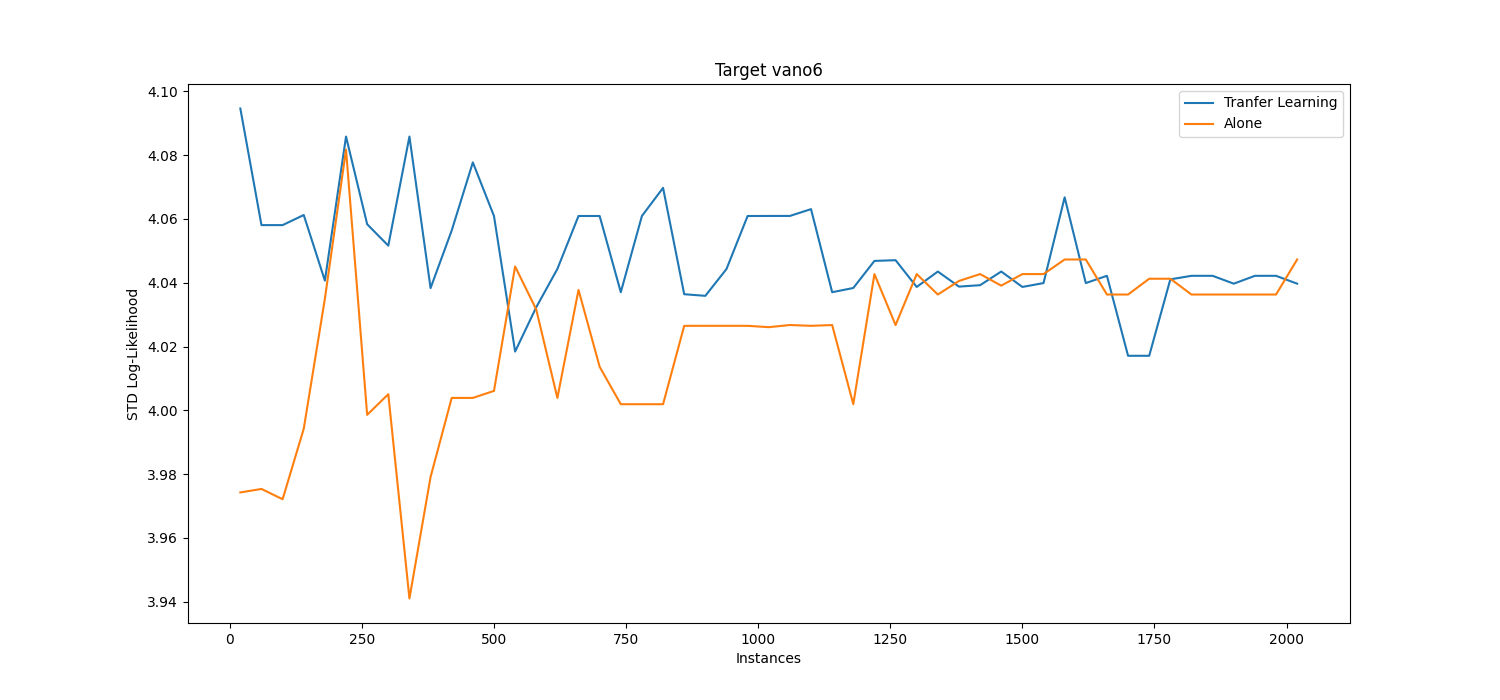 Target vano6
Tranfer Learning
Alone
STD Log-Likelihood
4.10
4.08
4.06
4.04
4.02
4.00
3.98
3.96
3.94
0 250 500 750 1000 1250 1500 1750 2000
Instances